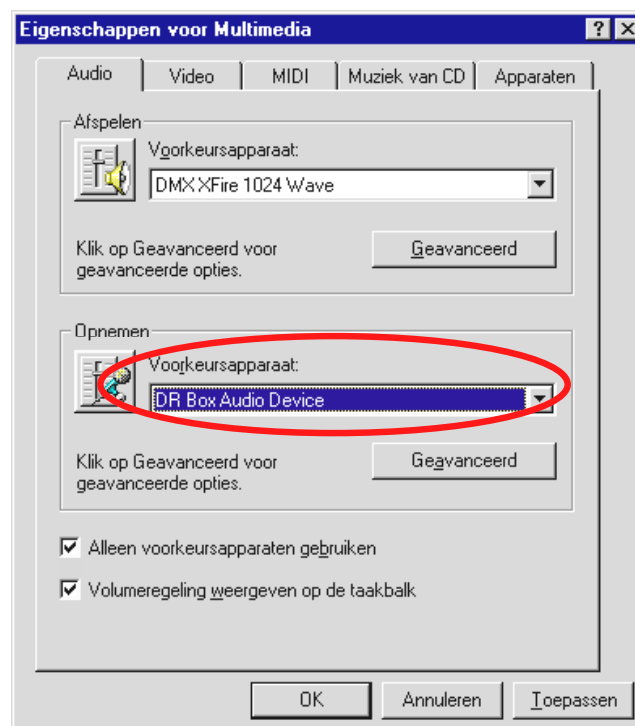 Eigenschappen voor Multimedia
Audio Video MIDI Muziek van CD Apparaten
Afspelen
Voorkeursapparaat:
DMX XFire 1024 Wave
Klik op Geavanceerd voor
geavanceerde opties.
Geavanceerd
Opnemen
Voorkeursapparaat:
DR Box Audio Device
Klik op Geavanceerd voor
geavanceerde opties.
Geavanceerd
Alleen voorkeursapparaten gebruiken
Volumeregeling weergeven op de taakbalk
OK Annuleren Toepassen